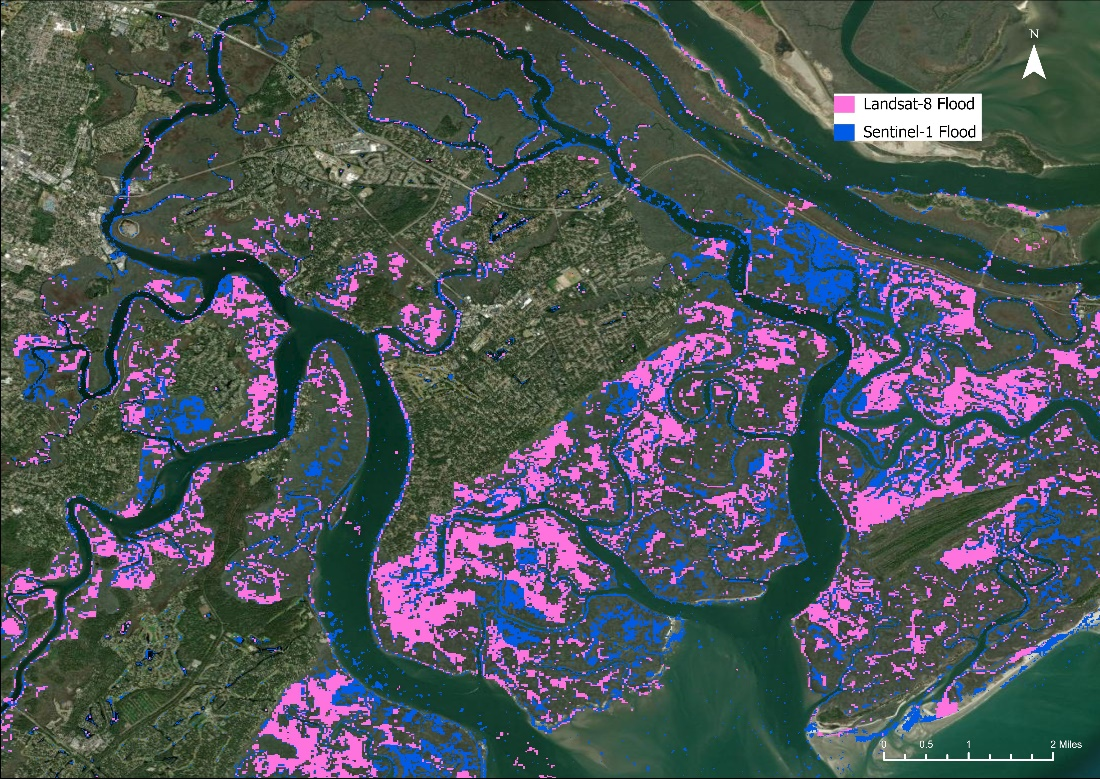 N
Landsat-8 Flood
Sentinel-1 Flood
0 0.5 1 2 Miles